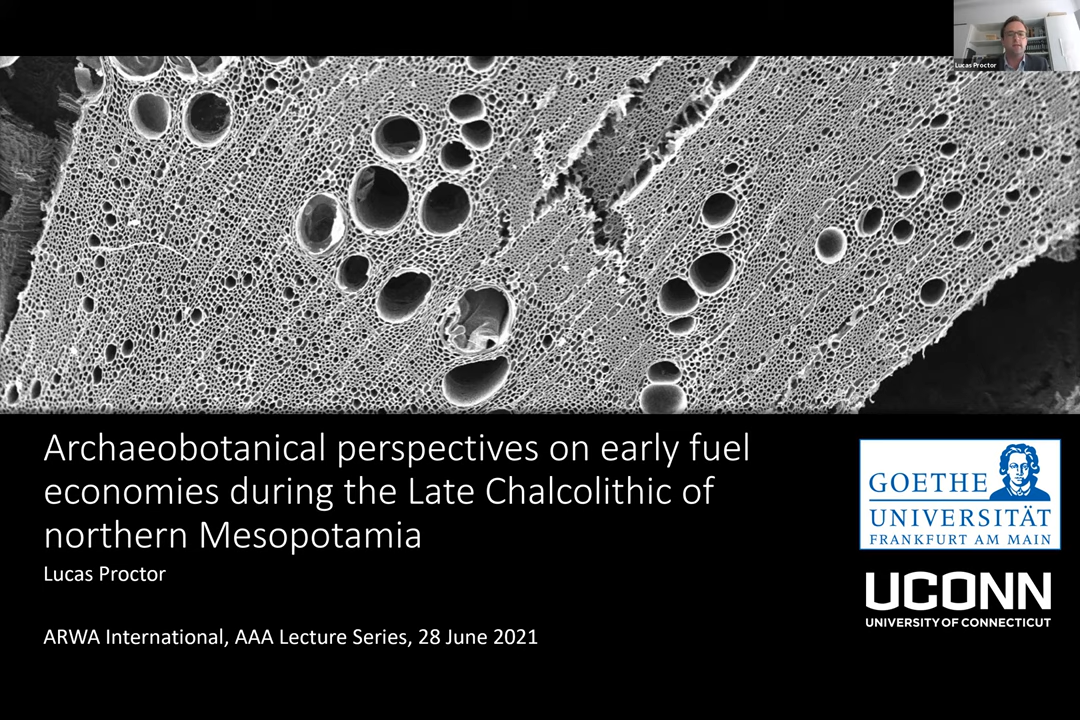 Lucas Proctor
Archaeobotanical perspectives on early fuel
economies during the Late Chalcolithic of
northern Mesopotamia
Lucas Proctor
ARWA International, AAA Lecture Series, 28 June 2021
GOETHE
UNIVERSITÄT
FRANKFURT AM MAIN
UCONN
UNIVERSITY OF CONNECTICUT